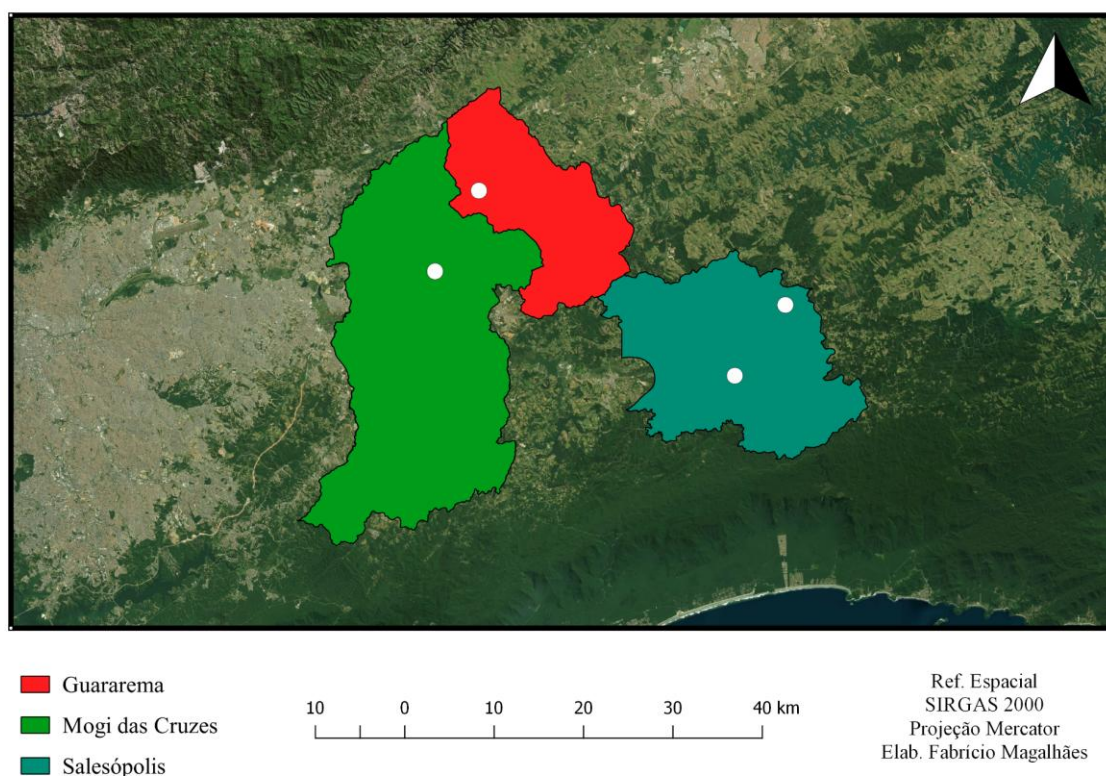 Guararema
Mogi das Cruzes
Salesópolis
10 0 10 20 30 40 km
Ref. Espacial
SIRGAS 2000
Projeção Mercator
Elab. Fabrício Magalhães